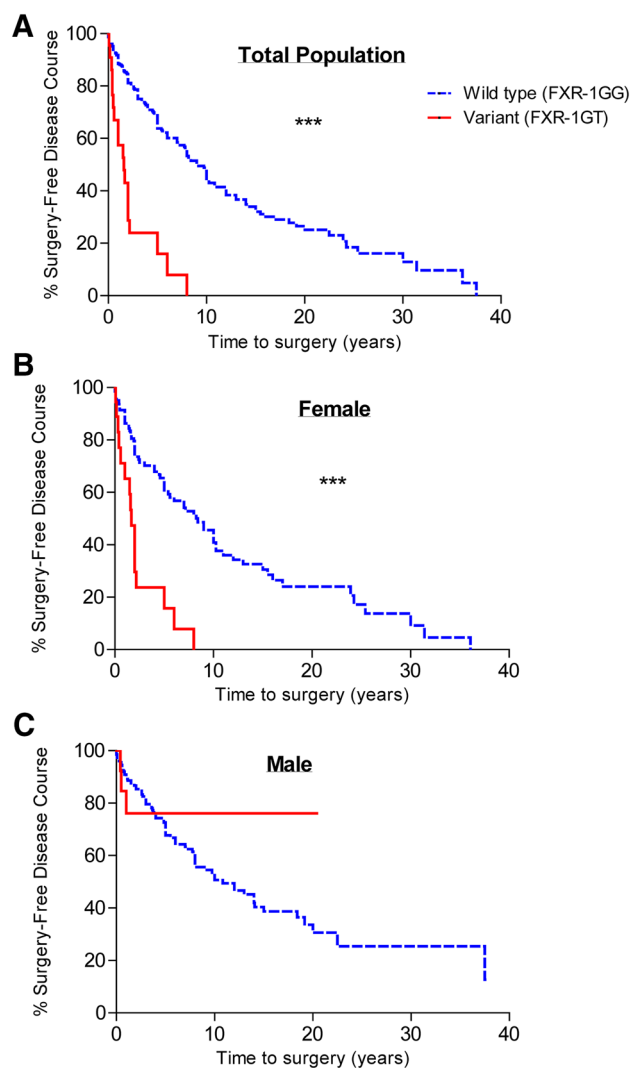 A
Total Population
Wild type (FXR-1GG)
Variant (FXR-1GT)
***
% Surgery-Free Disease Course
100
80
60
40
20
0
0 10 20 30 40
Time to surgery (years)
B
Female
***
% Surgery-Free Disease Course
100
80
60
40
20
0
0 10 20 30 40
Time to surgery (years)
C
Male
% Surgery-Free Disease Course
100
80
60
40
20
0
0 10 20 30 40
Time to surgery (years)